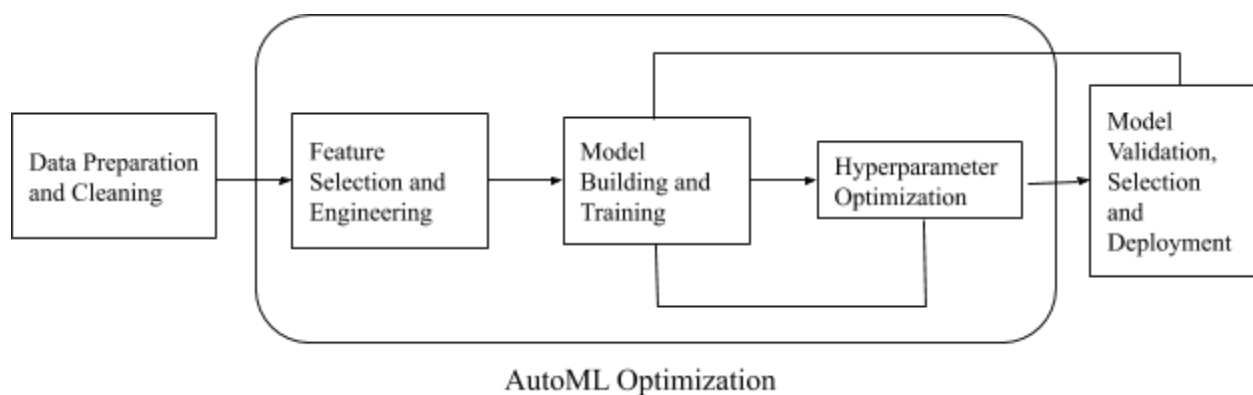 Data Preparation
and Cleaning
Feature
Selection and
Engineering
Model
Building and
Training
Hyperparameter
Optimization
Model
Validation,
Selection
and
Deployment
AutoML Optimization